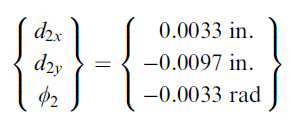 d2x = 0.0033 in.
d2y = −0.0097 in.
ϕ2 = −0.0033 rad